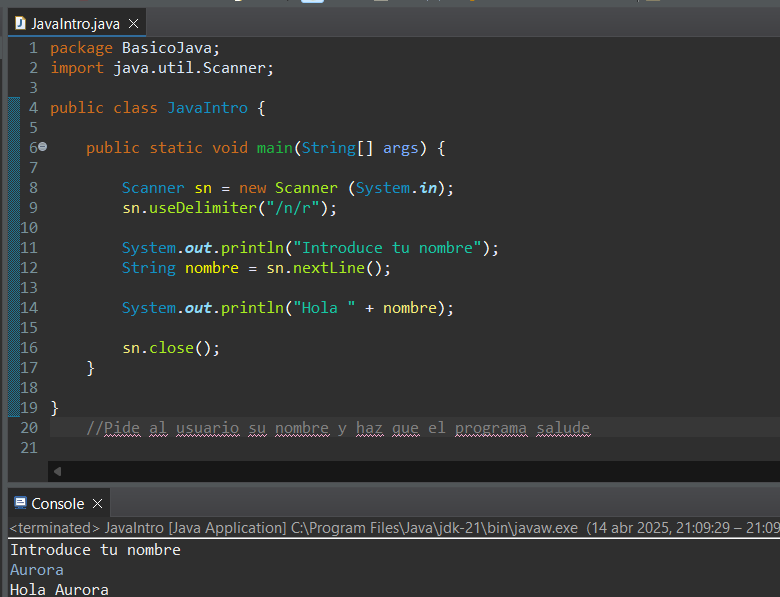 JavaIntro.java
1 package BasicoJava;
2 import java.util.Scanner;
3
4 public class JavaIntro {
5
6 public static void main(String[] args) {
7
8 Scanner sn = new Scanner (System.in);
9 sn.useDelimiter("/n/r");
10
11 System.out.println("Introduce tu nombre");
12 String nombre = sn.nextLine();
13
14 System.out.println("Hola " + nombre);
15
16 sn.close();
17 }
18
19 }
20 //Pide al usuario su nombre y haz que el programa salude
21
Console
<terminated> JavaIntro [Java Application] C:\Program Files\Java\jdk-21\bin\javaw.exe (14 abr 2025, 21:09:29 – 21:09
Introduce tu nombre
Aurora
Hola Aurora